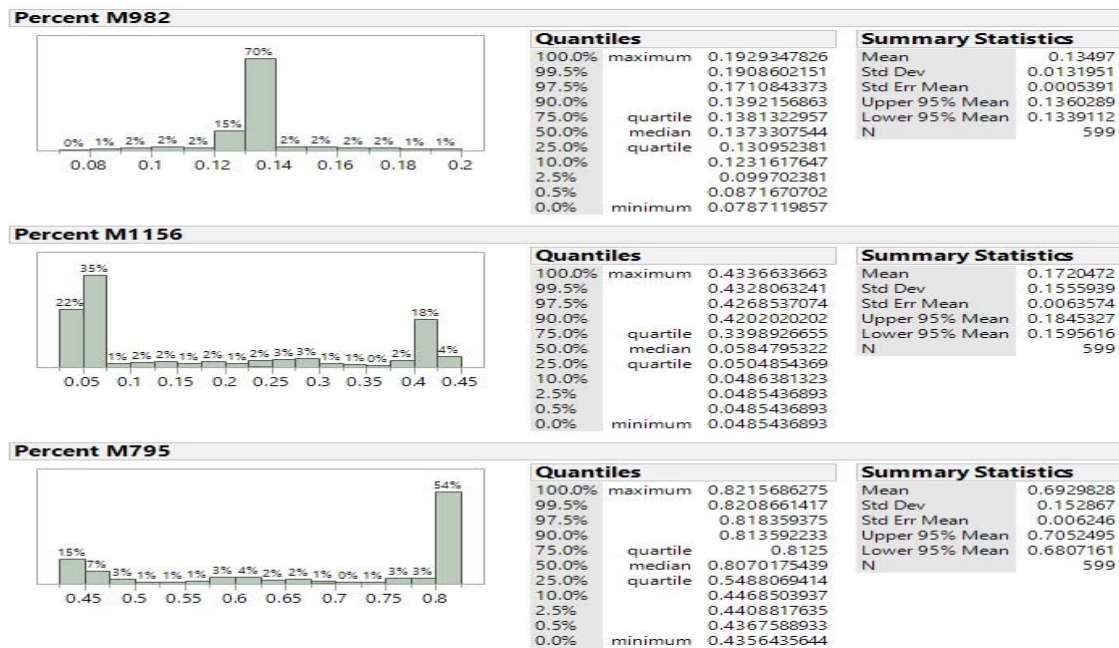 Percent M982
70%
15%
0% 1% 2% 2% 2% 2% 2% 2% 2% 1% 1%
0.08 0.1 0.12 0.14 0.16 0.18 0.2
Quantiles
100.0% maximum 0.1929347826
99.5% 0.1908602151
97.5% 0.1710843373
90.0% 0.1392156863
75.0% quartile 0.1381322957
50.0% median 0.1373307544
25.0% quartile 0.130952381
10.0% 0.1231617647
2.5% 0.099702381
0.5% 0.0871670702
0.0% minimum 0.0787119857
Summary Statistics
Mean 0.13497
Std Dev 0.0131951
Std Err Mean 0.0005391
Upper 95% Mean 0.1360289
Lower 95% Mean 0.1339112
N 599
Percent M1156
35%
22%
18%
1% 2% 2% 1% 2% 1% 2% 3% 3% 1% 1% 0% 2% 4%
0.05 0.1 0.15 0.2 0.25 0.3 0.35 0.4 0.45
Quantiles
100.0% maximum 0.4336633663
99.5% 0.4328063241
97.5% 0.4268537074
90.0% 0.4202020202
75.0% quartile 0.3398926655
50.0% median 0.0584795322
25.0% quartile 0.0504854369
10.0% 0.0486381323
2.5% 0.0485436893
0.5% 0.0485436893
0.0% minimum 0.0485436893
Summary Statistics
Mean 0.1720472
Std Dev 0.1555939
Std Err Mean 0.0063574
Upper 95% Mean 0.1845327
Lower 95% Mean 0.1595616
N 599
Percent M795
54%
15%
7% 3% 1% 1% 1% 3% 4% 2% 2% 1% 0% 1% 3% 3%
0.45 0.5 0.55 0.6 0.65 0.7 0.75 0.8
Quantiles
100.0% maximum 0.8215686275
99.5% 0.8208661417
97.5% 0.818359375
90.0% 0.813592233
75.0% quartile 0.8125
50.0% median 0.8070175439
25.0% quartile 0.5488069414
10.0% 0.4468503937
2.5% 0.4408817635
0.5% 0.4367588933
0.0% minimum 0.4356435644
Summary Statistics
Mean 0.6929828
Std Dev 0.152867
Std Err Mean 0.006246
Upper 95% Mean 0.7052495
Lower 95% Mean 0.6807161
N 599